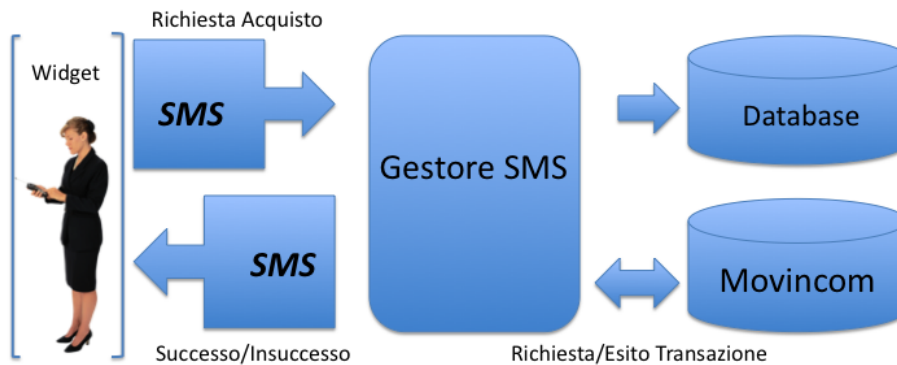 Richiesta Acquisto
Widget
SMS
Gestore SMS
Database
SMS
Movincom
Successo/Insuccesso
Richiesta/Esito Transazione